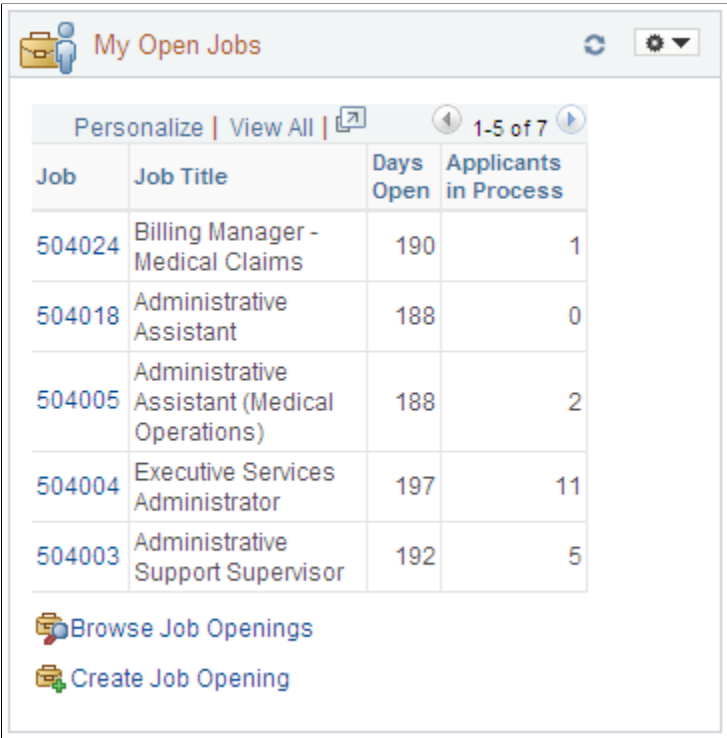 My Open Jobs
Personalize | View All |
1-5 of 7
Job Job Title Days Open Applicants in Process
504024 Billing Manager - Medical Claims 190 1
504018 Administrative Assistant 188 0
504005 Administrative Assistant (Medical Operations) 188 2
504004 Executive Services Administrator 197 11
504003 Administrative Support Supervisor 192 5
Browse Job Openings
Create Job Opening